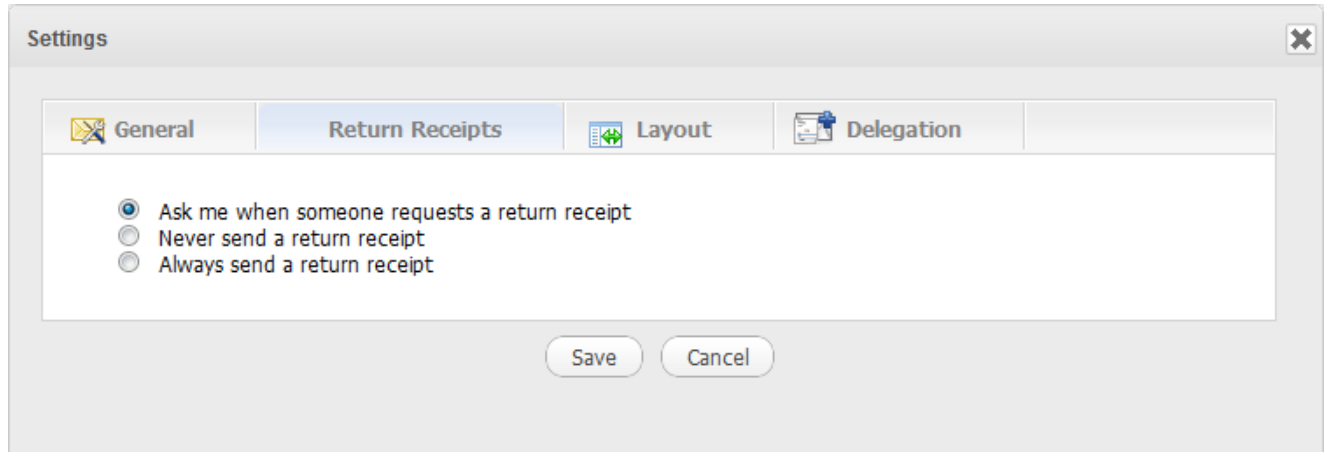 Settings
General Return Receipts Layout Delegation
Ask me when someone requests a return receipt
Never send a return receipt
Always send a return receipt
Save Cancel